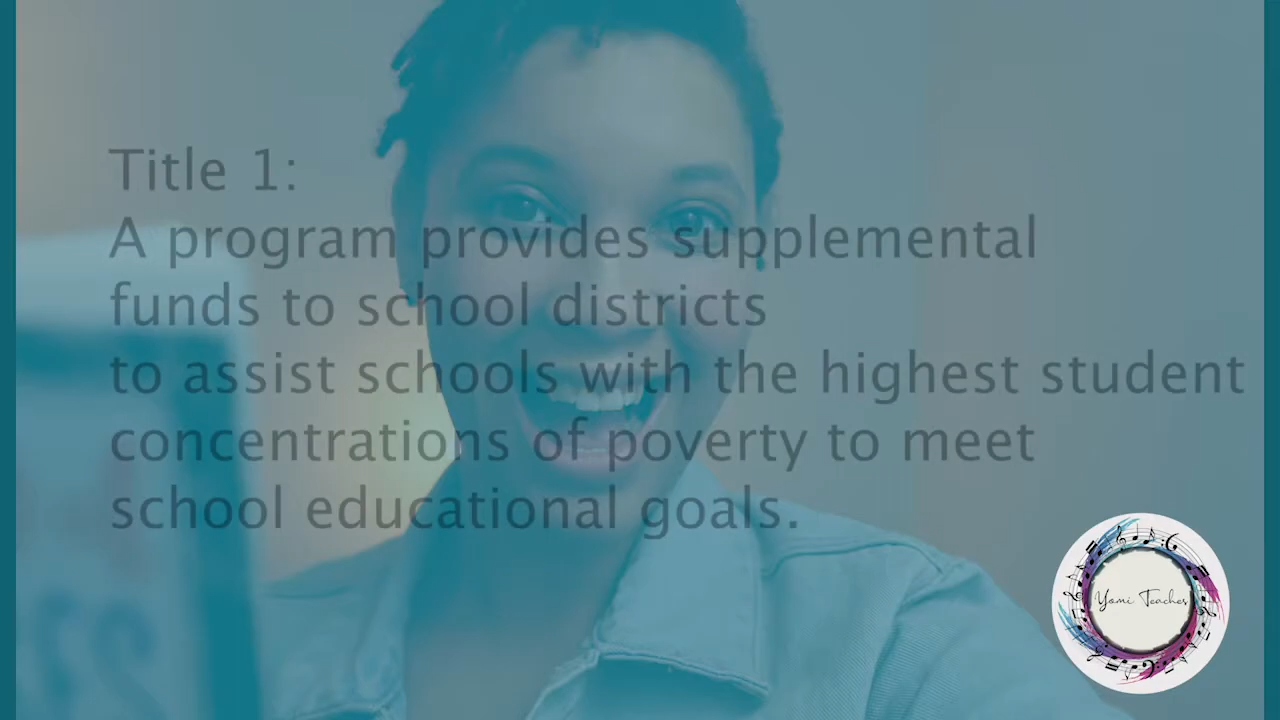 Title 1:
A program provides supplemental
funds to school districts
to assist schools with the highest student
concentrations of poverty to meet
school educational goals.
Yomi Teaches